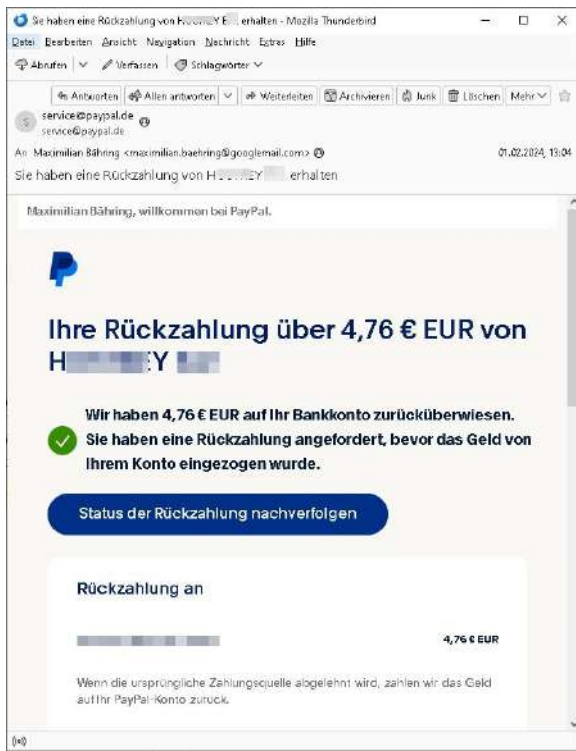 Sie haben eine Rückzahlung von erhalten - Mozilla Thunderbird
Datei Bearbeiten Ansicht Navigation Nachricht Extras Hilfe
Abrufen Verfassen Schlagwörter
Antworten Allen antworten Weiterleiten Archivieren Junk Löschen Mehr
S service@paypal.de
service@paypal.de
An Maximilian Bähring <maximilian.baehring@googlemail.com> 01.02.2024, 13:04
Sie haben eine Rückzahlung von erhalten
Maximilian Bähring, willkommen bei PayPal.
Ihre Rückzahlung über 4,76 € EUR von
H Y
Wir haben 4,76 € EUR auf Ihr Bankkonto zurücküberwiesen.
Sie haben eine Rückzahlung angefordert, bevor das Geld von
Ihrem Konto eingezogen wurde.
Status der Rückzahlung nachverfolgen
Rückzahlung an
4,76 € EUR
Wenn die ursprüngliche Zahlungsquelle abgelehnt wird, zahlen wir das Geld
auf Ihr PayPal-Konto zurück.